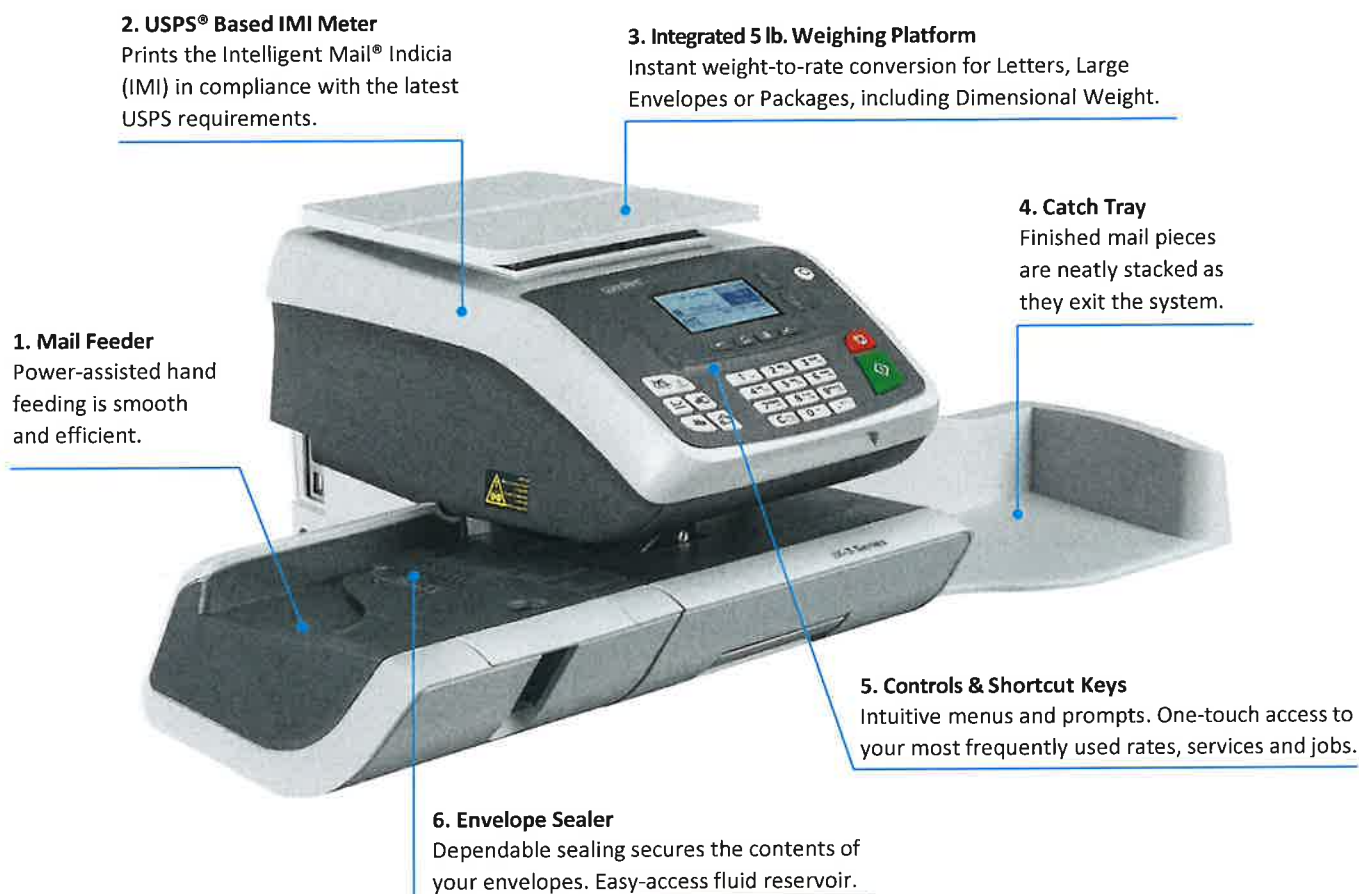 2. USPS® Based IMI Meter
Prints the Intelligent Mail® Indicia
(IMI) in compliance with the latest
USPS requirements.
3. Integrated 5 lb. Weighing Platform
Instant weight-to-rate conversion for Letters, Large
Envelopes or Packages, including Dimensional Weight.
4. Catch Tray
Finished mail pieces
are neatly stacked as
they exit the system.
1. Mail Feeder
Power-assisted hand
feeding is smooth
and efficient.
5. Controls & Shortcut Keys
Intuitive menus and prompts. One-touch access to
your most frequently used rates, services and jobs.
6. Envelope Sealer
Dependable sealing secures the contents of
your envelopes. Easy-access fluid reservoir.